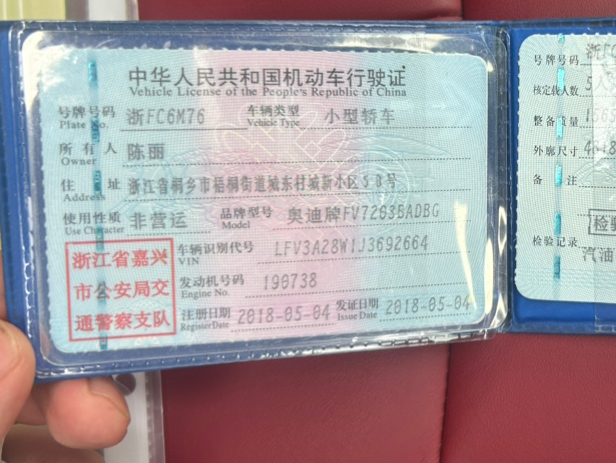 中华人民共和国机动车行驶证
Vehicle License of the People's Republic of China
号牌号码 浙FC6M76 车辆类型 小型轿车
Plate No. Vehicle Type
所有人 陈丽
Owner
住址 浙江省桐乡市梧桐街道城东村城新小区50号
Address
使用性质 非营运 品牌型号 奥迪牌FV7263BADBG
Use Character Model
浙江省嘉兴
市公安局交
通警察支队
车辆识别代号 LFV3A28W1J3692664
VIN
发动机号码 190738
Engine No.
注册日期 2018-05-04 发证日期 2018-05-04
Register Date Issue Date
号牌号码 浙FC
核定载人数 5
整备质量
外廓尺寸
备注
检验记录
汽油